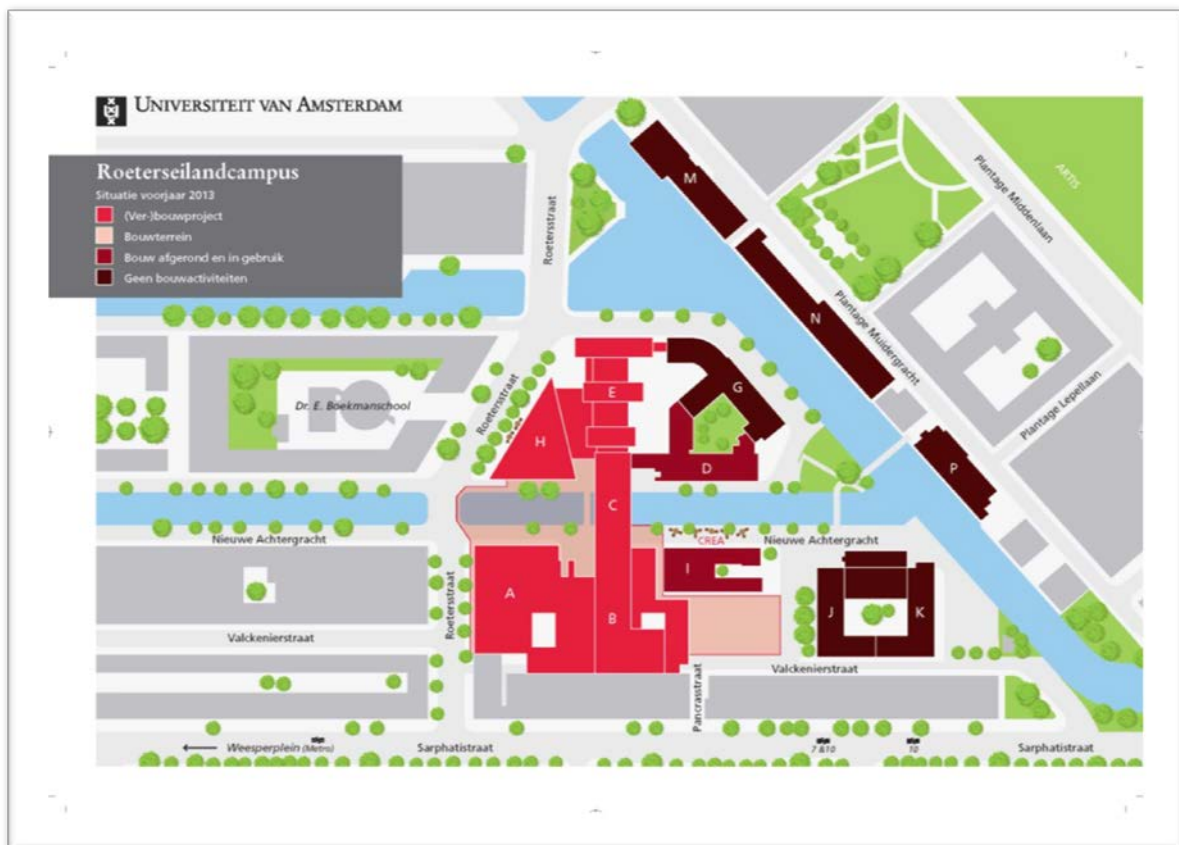 UNIVERSITEIT VAN AMSTERDAM
Roeterseilandcampus
Situatie voorjaar 2013
(Ver-)bouwproject
Bouwterrein
Bouw afgerond en in gebruik
Geen bouwactiviteiten
ARTIS
Plantage Middenlaan
M
Roetersstraat
Plantage Muidergracht
N
Plantage Lepellaan
E
G
Roetersstraat
Dr. E. Boekmanschool
H
D
P
C
Nieuwe Achtergracht
CREA
Nieuwe Achtergracht
I
A
Roetersstraat
B
J
K
Valckenierstraat
Valckenierstraat
Pancrasstraat
Weesperplein (Metro)
Sarphatistraat
7 &10
10
Sarphatistraat